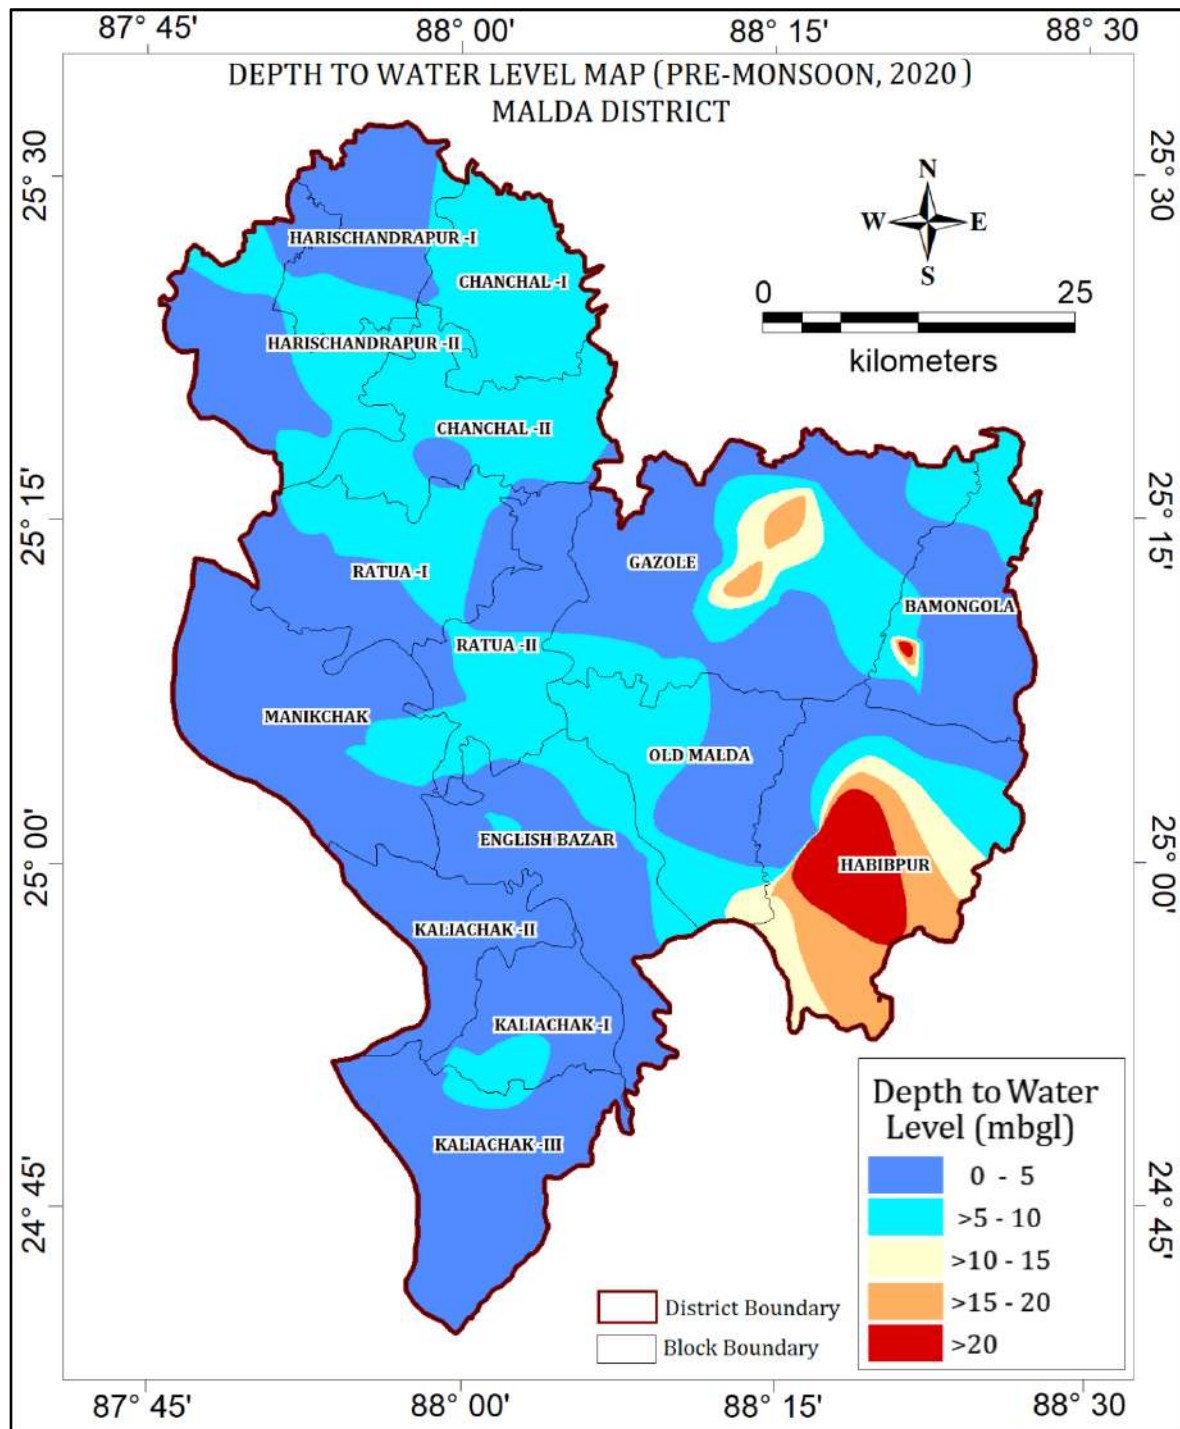 87° 45' 88° 00' 88° 15' 88° 30'
DEPTH TO WATER LEVEL MAP (PRE-MONSOON, 2020)
MALDA DISTRICT
25° 30
25° 30
N
W E
S
HARISCHANDRAPUR -I
CHANCHAL -I
0 25
kilometers
HARISCHANDRAPUR -II
CHANCHAL -II
25° 15'
25° 15'
GAZOLE
RATUA -I
BAMONGOLA
RATUA -II
MANIKCHAK
OLD MALDA
ENGLISH BAZAR
25° 00'
25° 00'
HABIBPUR
KALIACHAK -II
KALIACHAK -I
KALIACHAK -III
24° 45'
24° 45'
Depth to Water
Level (mbgl)
0 - 5
>5 - 10
>10 - 15
>15 - 20
>20
District Boundary
Block Boundary
87° 45' 88° 00' 88° 15' 88° 30'